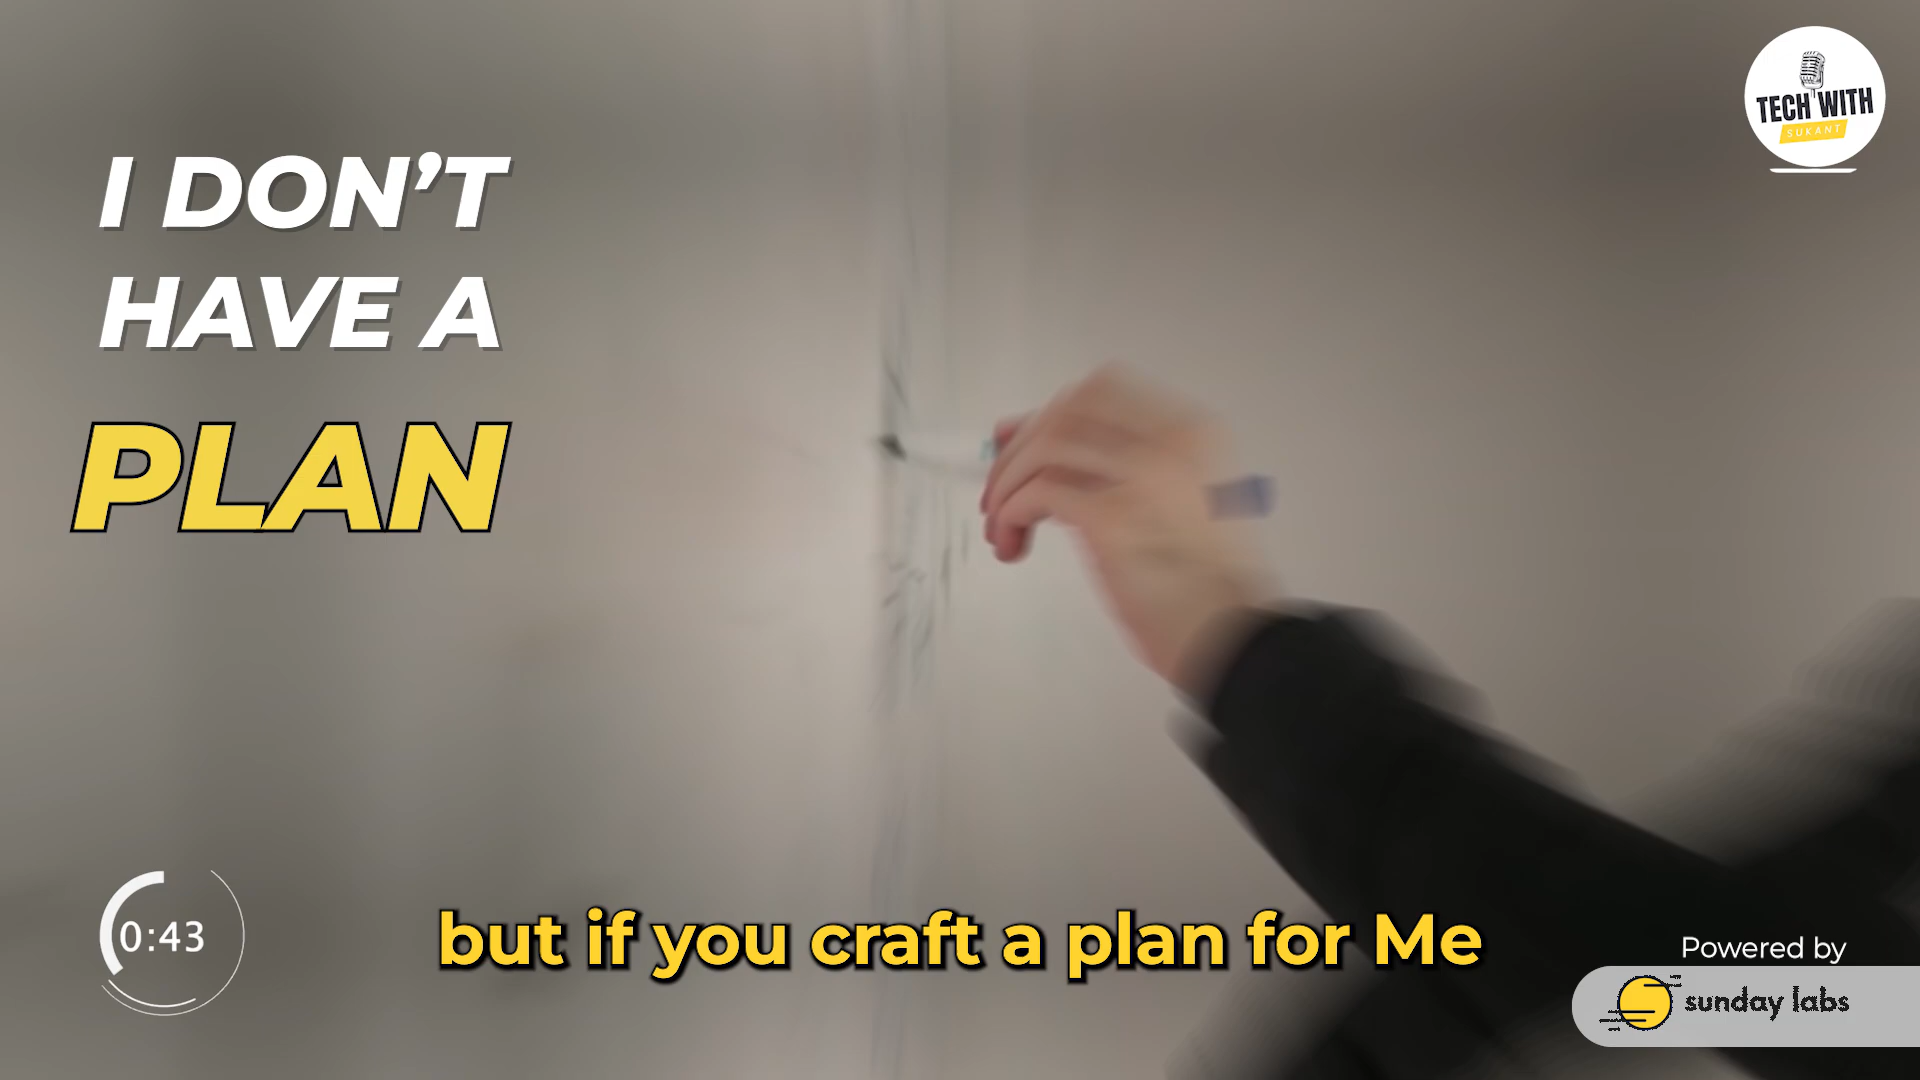 TECH WITH
SUKANT
I DON'T
HAVE A
PLAN
0:43
but if you craft a plan for Me
Powered by
sunday labs